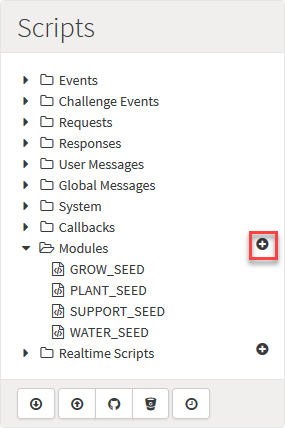 Scripts
Events
Challenge Events
Requests
Responses
User Messages
Global Messages
System
Callbacks
Modules
GROW_SEED
PLANT_SEED
SUPPORT_SEED
WATER_SEED
Realtime Scripts